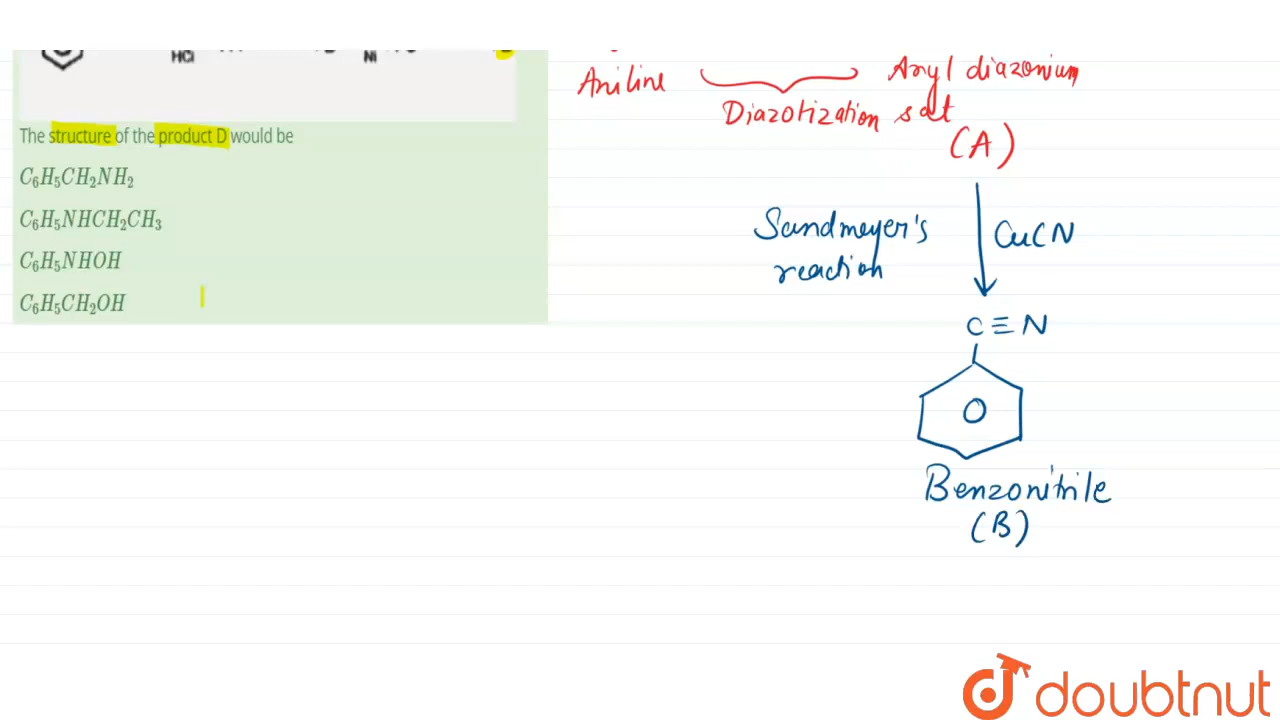 HCl
Ni
The structure of the product D would be
C₆H₅CH₂NH₂
C₆H₅NHCH₂CH₃
C₆H₅NHOH
C₆H₅CH₂OH
Aniline
Diazotization
Aryl diazonium
salt
(A)
Sandmeyer's
reaction
CuCN
C≡N
Benzonitrile
(B)
doubtnut